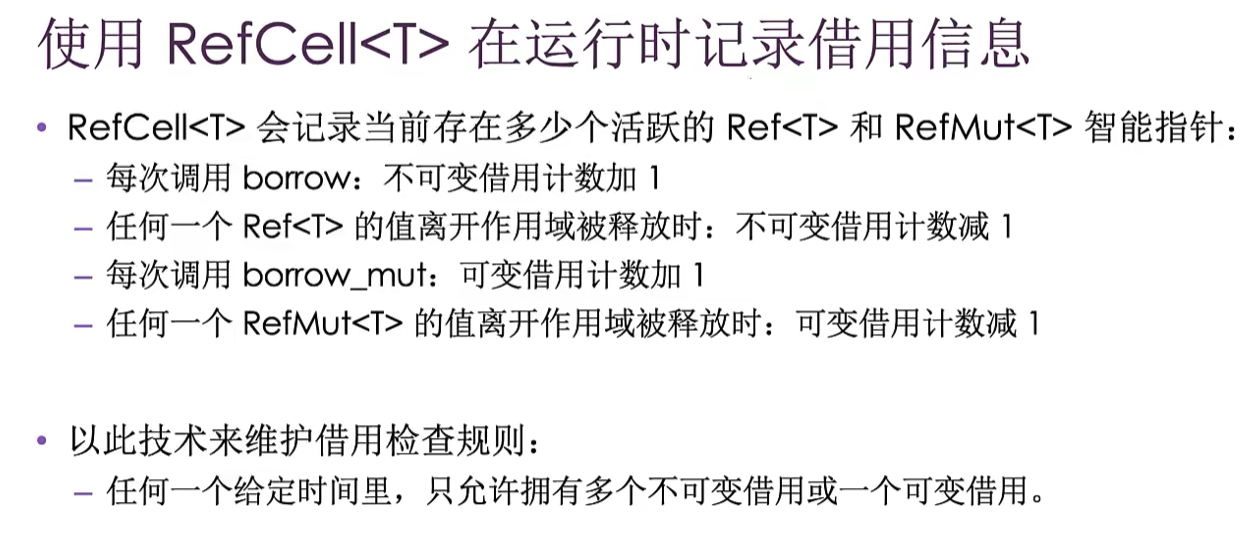 使用 RefCell<T> 在运行时记录借用信息
• RefCell<T> 会记录当前存在多少个活跃的 Ref<T> 和 RefMut<T> 智能指针：
– 每次调用 borrow：不可变借用计数加 1
– 任何一个 Ref<T> 的值离开作用域被释放时：不可变借用计数减 1
– 每次调用 borrow_mut：可变借用计数加 1
– 任何一个 RefMut<T> 的值离开作用域被释放时：可变借用计数减 1
• 以此技术来维护借用检查规则：
– 任何一个给定时间里，只允许拥有多个不可变借用或一个可变借用。